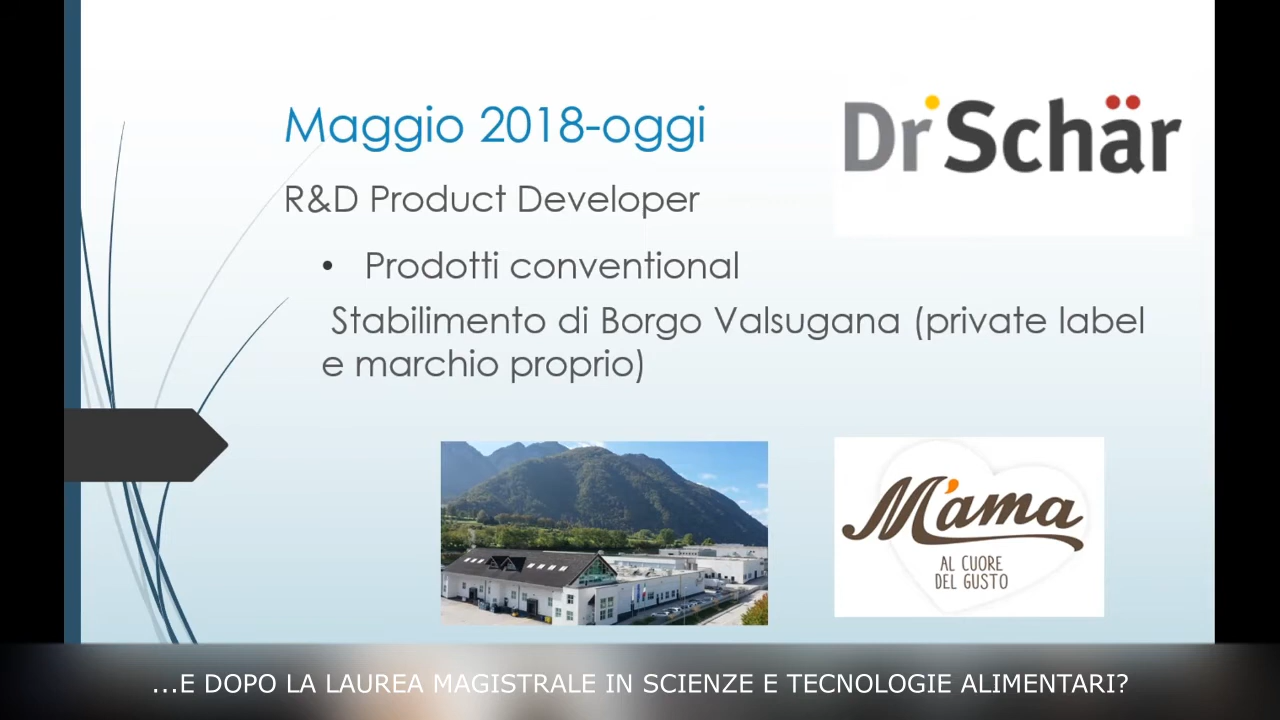 Maggio 2018-oggi
Dr Schär
R&D Product Developer
• Prodotti conventional
Stabilimento di Borgo Valsugana (private label
e marchio proprio)
M'ama
AL CUORE
DEL GUSTO
...E DOPO LA LAUREA MAGISTRALE IN SCIENZE E TECNOLOGIE ALIMENTARI?